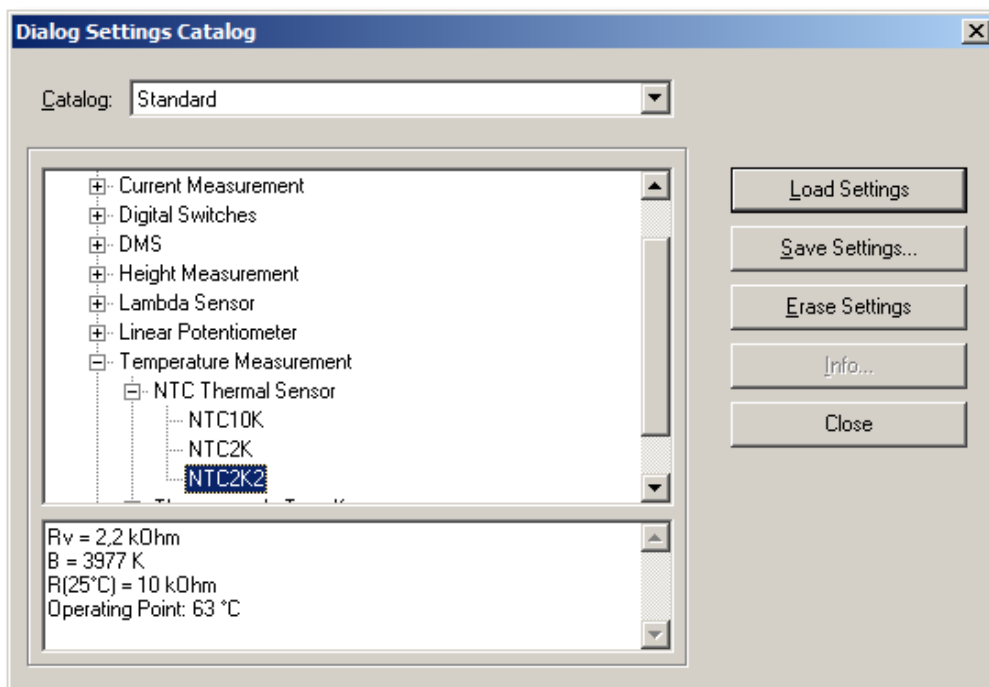 Dialog Settings Catalog
Catalog: Standard
Current Measurement
Digital Switches
DMS
Height Measurement
Lambda Sensor
Linear Potentiometer
Temperature Measurement
NTC Thermal Sensor
NTC10K
NTC2K
NTC2K2
Rv = 2,2 kOhm
B = 3977 K
R(25°C) = 10 kOhm
Operating Point: 63 °C
Load Settings
Save Settings...
Erase Settings
Info...
Close